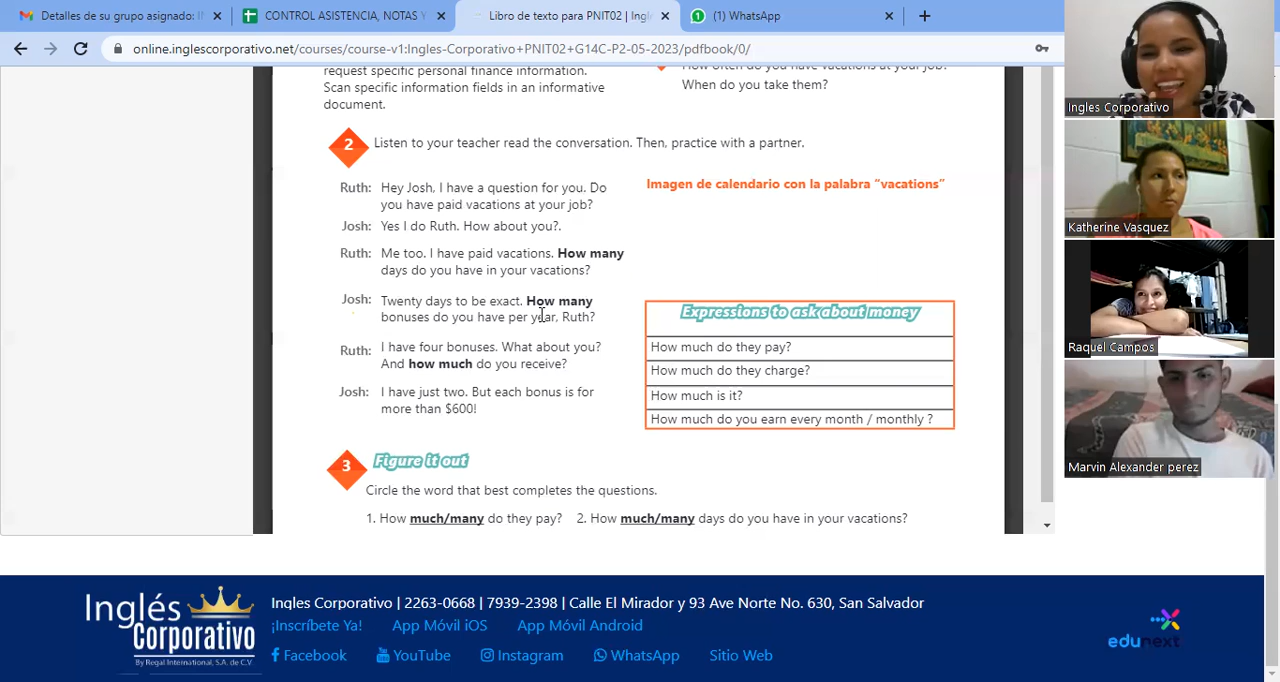 Detalles de su grupo asignado: IN
CONTROL ASISTENCIA, NOTAS Y
Libro de texto para PNIT02 | Ingl
(1) WhatsApp
online.inglescorporativo.net/courses/course-v1:Ingles-Corporativo+PNIT02+G14C-P2-05-2023/pdfbook/0/
request specific personal finance information.
Scan specific information fields in an informative
document.
How often do you have vacations at your job?
When do you take them?
2 Listen to your teacher read the conversation. Then, practice with a partner.
Ruth: Hey Josh, I have a question for you. Do
you have paid vacations at your job?
Josh: Yes I do Ruth. How about you?.
Ruth: Me too. I have paid vacations. How many
days do you have in your vacations?
Josh: Twenty days to be exact. How many
bonuses do you have per year, Ruth?
Ruth: I have four bonuses. What about you?
And how much do you receive?
Josh: I have just two. But each bonus is for
more than $600!
Imagen de calendario con la palabra “vacations”
Expressions to ask about money
How much do they pay?
How much do they charge?
How much is it?
How much do you earn every month / monthly ?
3 Figure it out
Circle the word that best completes the questions.
1. How much/many do they pay? 2. How much/many days do you have in your vacations?
Ingles Corporativo
Katherine Vasquez
Raquel Campos
Marvin Alexander perez
Inglés
Corporativo
By Regal International, S.A. de C.V.
Ingles Corporativo | 2263-0668 | 7939-2398 | Calle El Mirador y 93 Ave Norte No. 630, San Salvador
¡Inscríbete Ya! App Móvil iOS App Móvil Android
Facebook YouTube Instagram WhatsApp Sitio Web
edunext